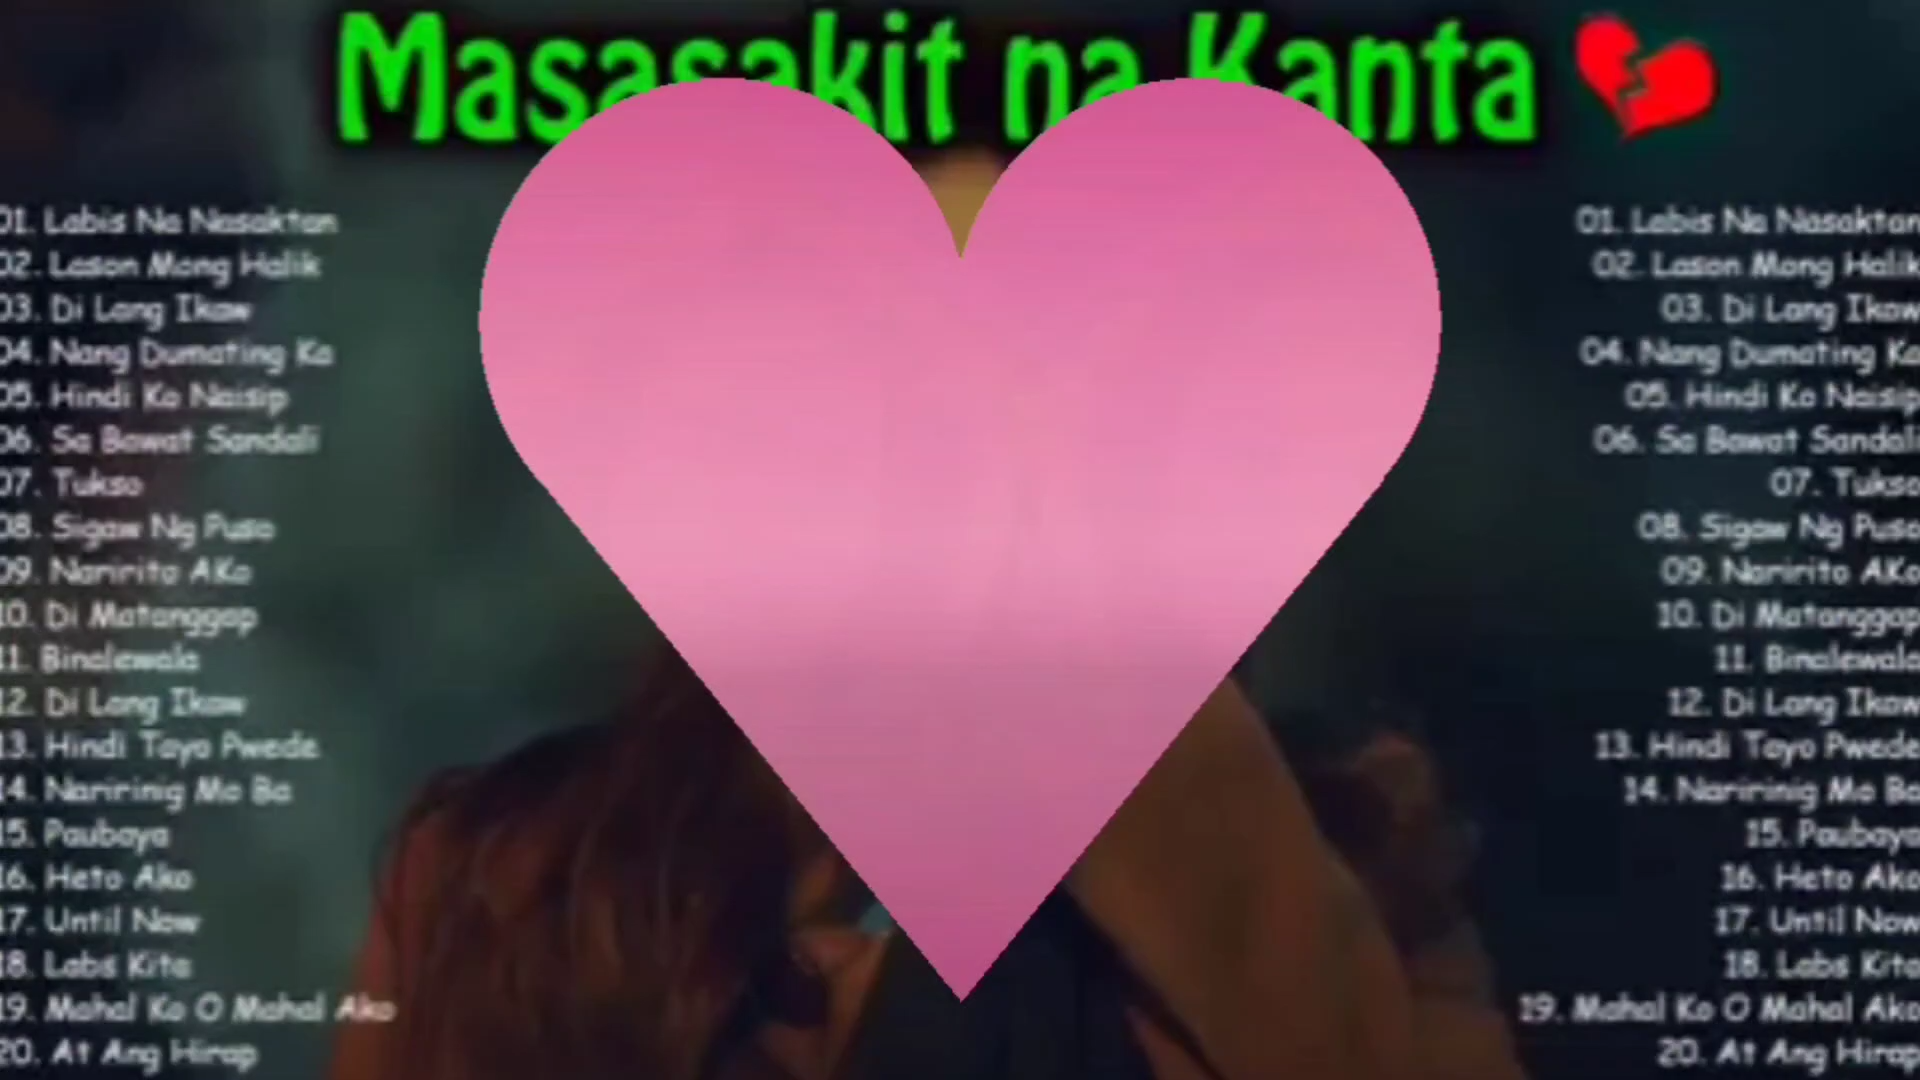 Masasakit na Kanta
01. Labis Na Nasaktan
02. Lason Mong Halik
03. Di Lang Ikaw
04. Nang Dumating Ka
05. Hindi Ko Naisip
06. Sa Bawat Sandali
07. Tukso
08. Sigaw Ng Puso
09. Naririto AKo
10. Di Matanggap
11. Binalewala
12. Di Lang Ikaw
13. Hindi Tayo Pwede
14. Naririnig Mo Ba
15. Paubaya
16. Heto Ako
17. Until Now
18. Labs Kita
19. Mahal Ko O Mahal Ako
20. At Ang Hirap
01. Labis Na Nasaktan
02. Lason Mong Halik
03. Di Lang Ikaw
04. Nang Dumating Ka
05. Hindi Ko Naisip
06. Sa Bawat Sandali
07. Tukso
08. Sigaw Ng Puso
09. Naririto AKo
10. Di Matanggap
11. Binalewala
12. Di Lang Ikaw
13. Hindi Tayo Pwede
14. Naririnig Mo Ba
15. Paubaya
16. Heto Ako
17. Until Now
18. Labs Kita
19. Mahal Ko O Mahal Ako
20. At Ang Hirap